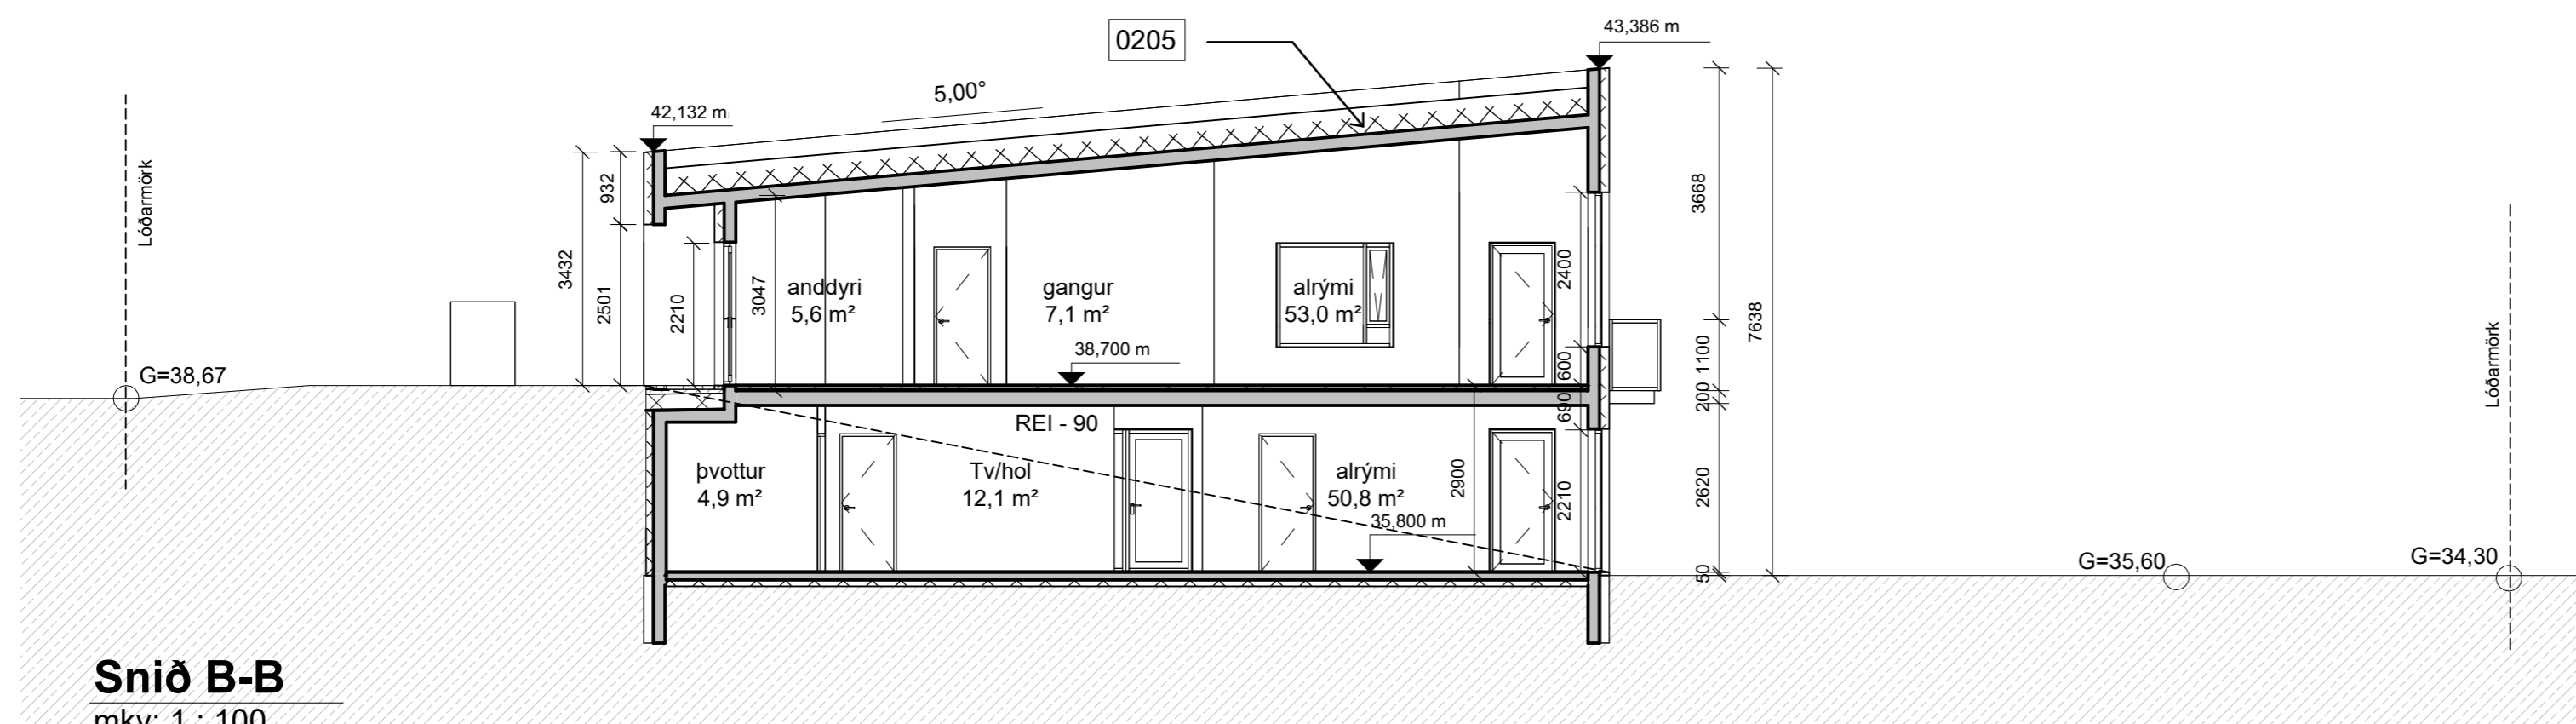 0205
43,386 m
5,00°
42,132 m
Lóðarmörk
932
3432
2501
2210
3047
anddyri
5,6 m²
gangur
7,1 m²
alrými
53,0 m²
2400
3668
7638
1100
Lóðarmörk
38,700 m
600
G=38,67
200
690
REI - 90
þvottur
4,9 m²
Tv/hol
12,1 m²
alrými
50,8 m²
2900
2210
2620
35,800 m
50
G=35,60
G=34,30
Snið B-B
mkv: 1 : 100